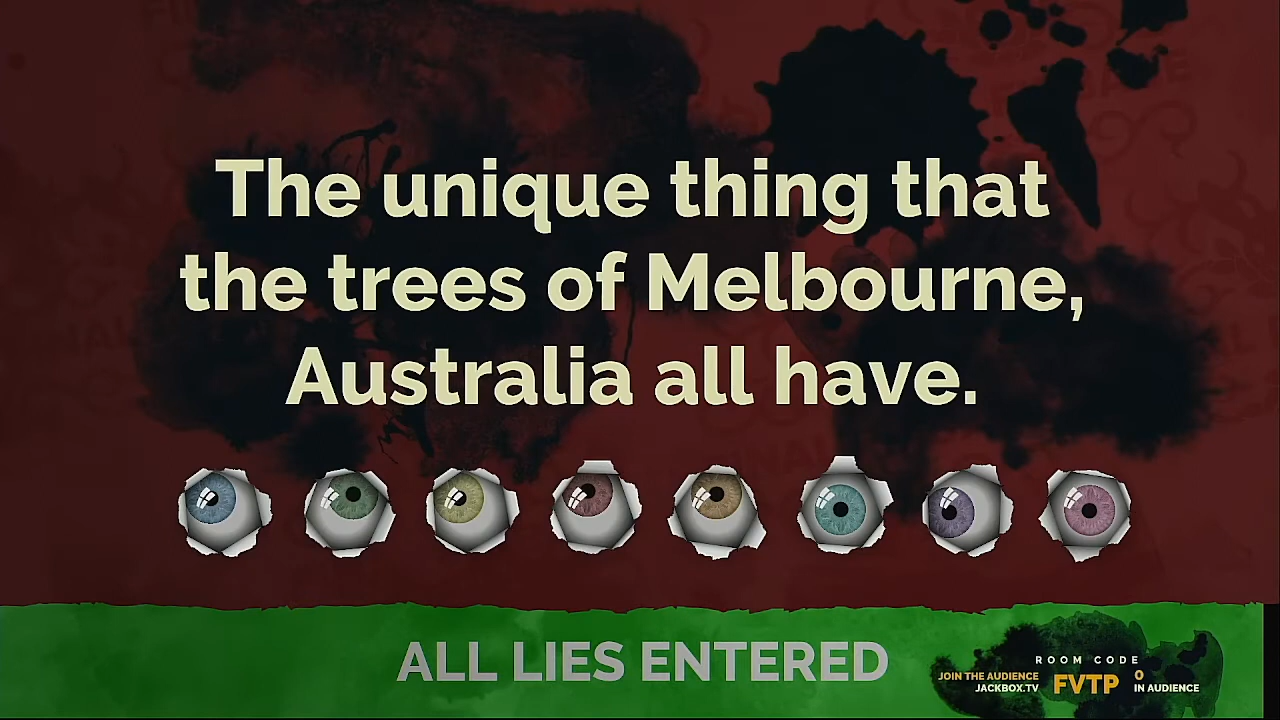 The unique thing that
the trees of Melbourne,
Australia all have.
ALL LIES ENTERED
ROOM CODE
JOIN THE AUDIENCE
JACKBOX.TV
FVTP
0
IN AUDIENCE